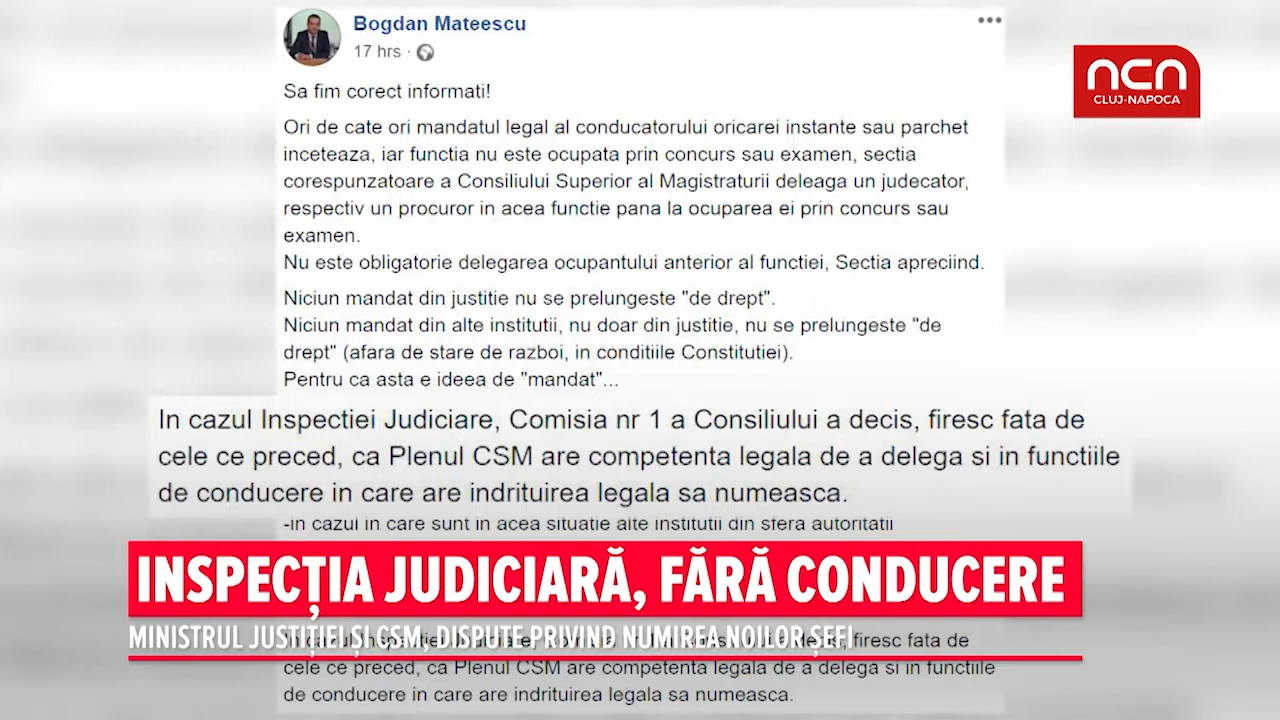 Bogdan Mateescu
17 hrs ·
ncn
CLUJ-NAPOCA
Sa fim corect informati!
Ori de cate ori mandatul legal al conducatorului oricarei instante sau parchet
inceteaza, iar functia nu este ocupata prin concurs sau examen, sectia
corespunzatoare a Consiliului Superior al Magistraturii deleaga un judecator,
respectiv un procuror in acea functie pana la ocuparea ei prin concurs sau
examen.
Nu este obligatorie delegarea ocupantului anterior al functiei, Sectia apreciind.
Niciun mandat din justitie nu se prelungeste "de drept".
Niciun mandat din alte institutii, nu doar din justitie, nu se prelungeste "de
drept" (afara de stare de razboi, in conditiile Constitutiei).
Pentru ca asta e ideea de "mandat"...
In cazul Inspectiei Judiciare, Comisia nr 1 a Consiliului a decis, firesc fata de
cele ce preced, ca Plenul CSM are competenta legala de a delega si in functiile
de conducere in care are indrituirea legala sa numeasca.
-in cazul in care sunt in acea situatie alte institutii din sfera autoritatii
INSPECȚIA JUDICIARĂ, FĂRĂ CONDUCERE
MINISTRUL JUSTIȚIEI ȘI CSM, DISPUTE PRIVIND NUMIREA NOILOR ȘEFI
firesc fata de
cele ce preced, ca Plenul CSM are competenta legala de a delega si in functiile
de conducere in care are indrituirea legala sa numeasca.